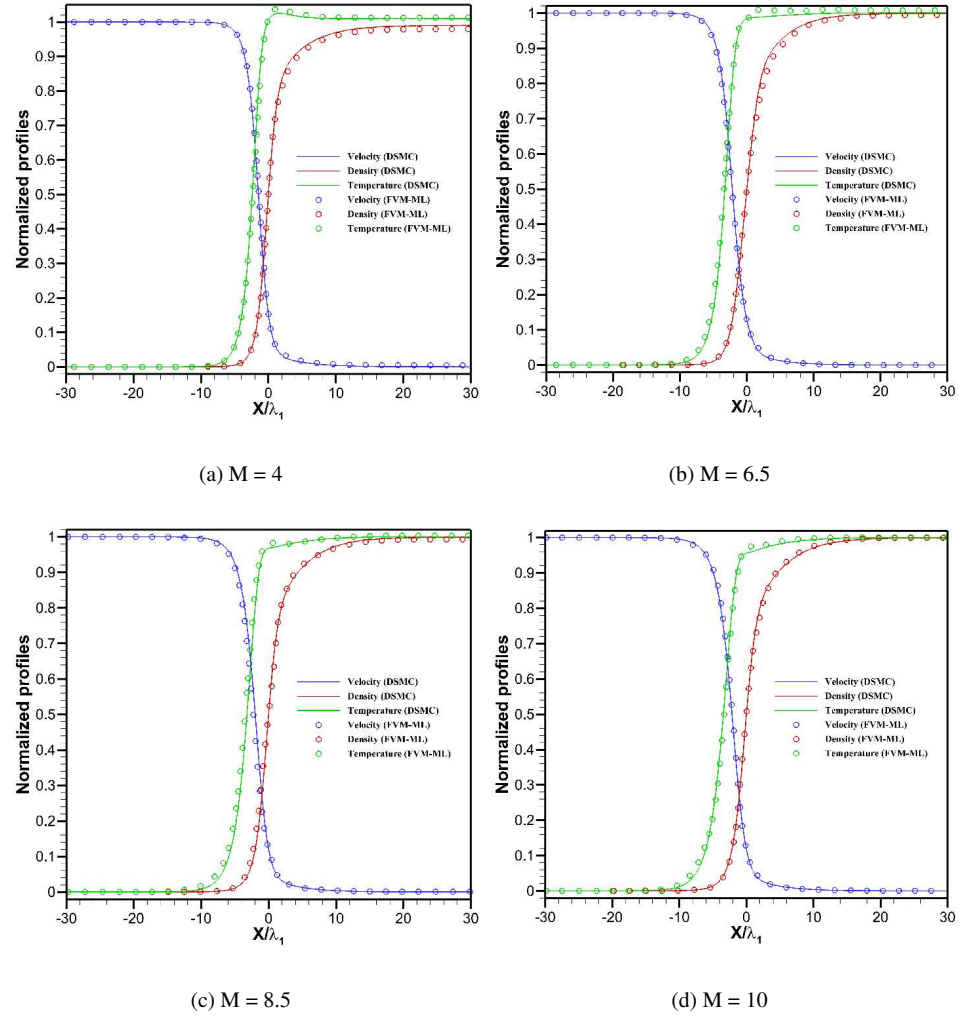 Normalized profiles
1
0.9
0.8
0.7
0.6
0.5
0.4
0.3
0.2
0.1
0
-30 -20 -10 0 10 20 30
X/λ₁
Velocity (DSMC)
Density (DSMC)
Temperature (DSMC)
Velocity (FVM-ML)
Density (FVM-ML)
Temperature (FVM-ML)
(a) M = 4
Normalized profiles
1
0.9
0.8
0.7
0.6
0.5
0.4
0.3
0.2
0.1
0
-30 -20 -10 0 10 20 30
X/λ₁
Velocity (DSMC)
Density (DSMC)
Temperature (DSMC)
Velocity (FVM-ML)
Density (FVM-ML)
Temperature (FVM-ML)
(b) M = 6.5
Normalized profiles
1
0.9
0.8
0.7
0.6
0.5
0.4
0.3
0.2
0.1
0
-30 -20 -10 0 10 20 30
X/λ₁
Velocity (DSMC)
Density (DSMC)
Temperature (DSMC)
Velocity (FVM-ML)
Density (FVM-ML)
Temperature (FVM-ML)
(c) M = 8.5
Normalized profiles
1
0.9
0.8
0.7
0.6
0.5
0.4
0.3
0.2
0.1
0
-30 -20 -10 0 10 20 30
X/λ₁
Velocity (DSMC)
Density (DSMC)
Temperature (DSMC)
Velocity (FVM-ML)
Density (FVM-ML)
Temperature (FVM-ML)
(d) M = 10